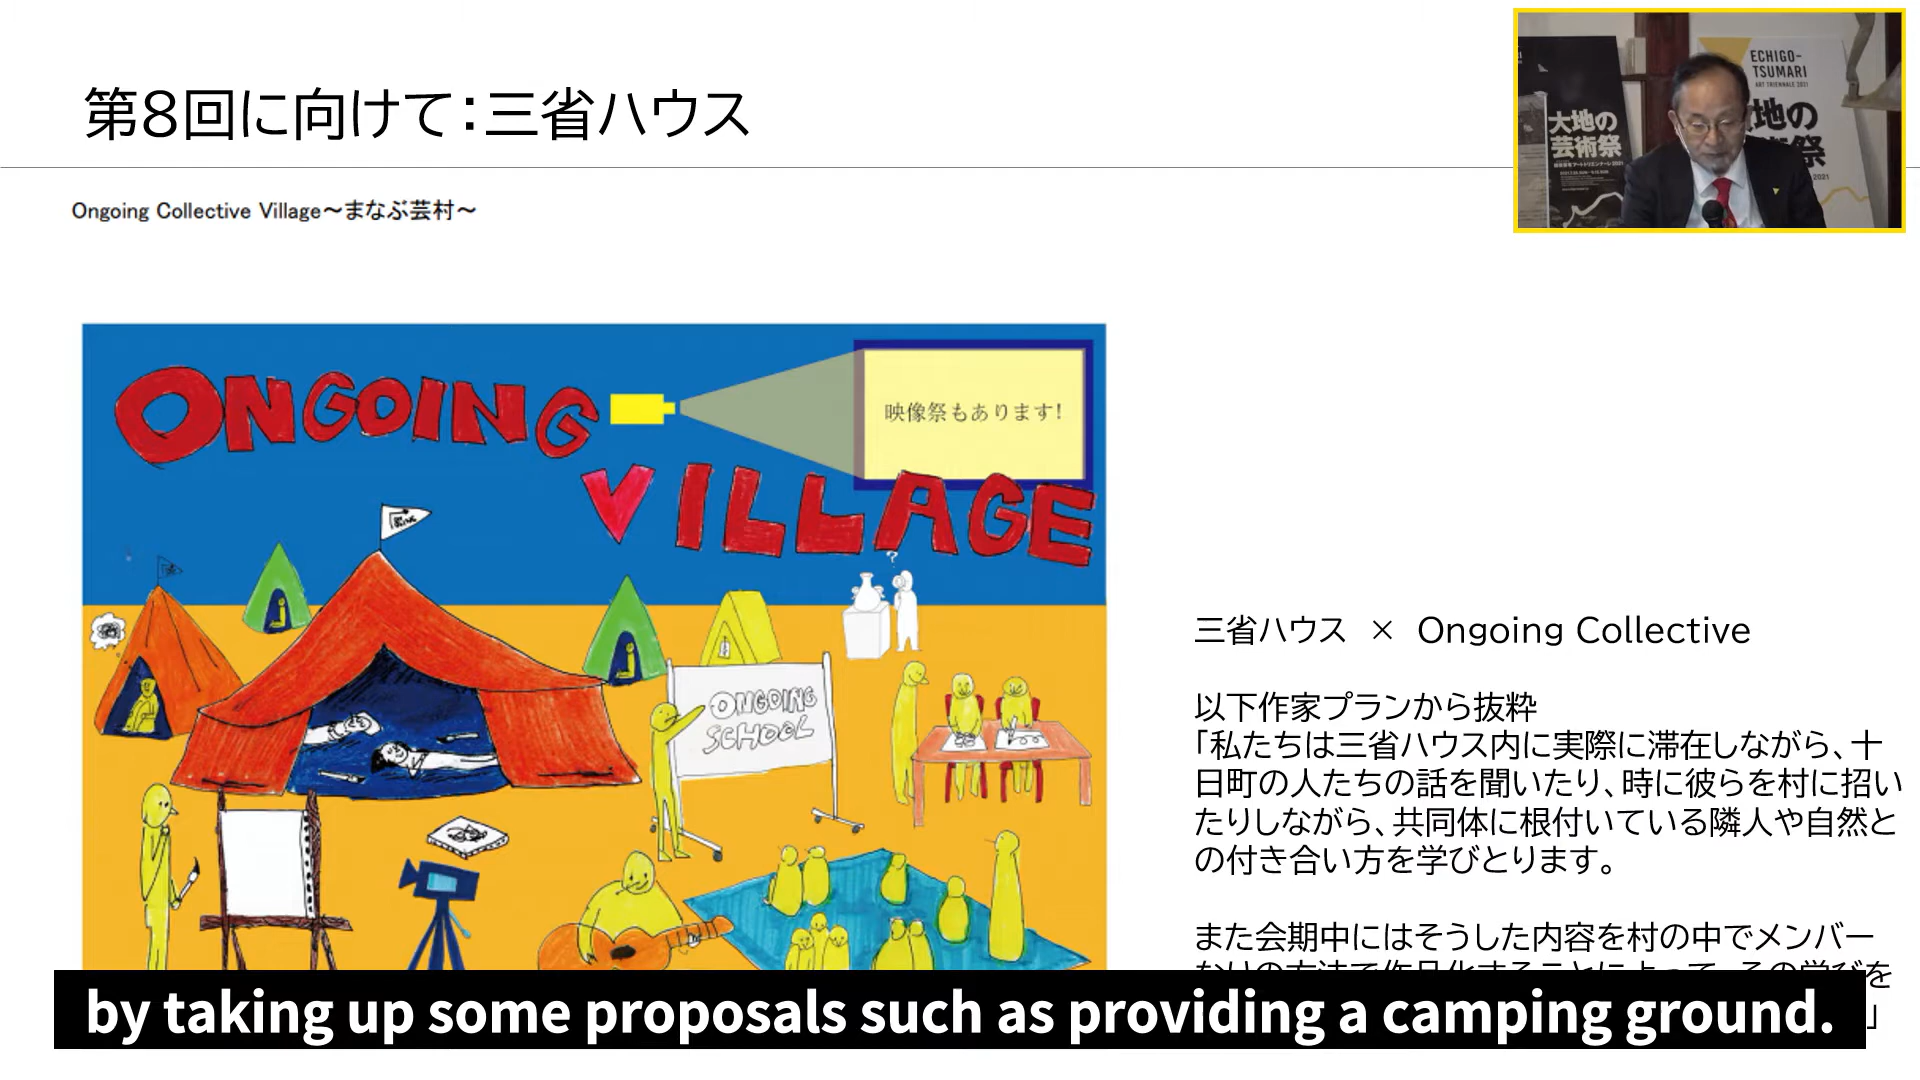 第8回に向けて：三省ハウス
ECHIGO-
TSUMARI
ART TRIENNALE 2021
大地の
芸術祭
地の
祭
2021
Ongoing Collective Village～まなぶ芸村～
ONGOING
VILLAGE
映像祭もあります!
?
ONGOING
SCHOOL
三省ハウス × Ongoing Collective
以下作家プランから抜粋
「私たちは三省ハウス内に実際に滞在しながら、十
日町の人たちの話を聞いたり、時に彼らを村に招い
たりしながら、共同体に根付いている隣人や自然と
の付き合い方を学びとります。
また会期中にはそうした内容を村の中でメンバー
を
」
by taking up some proposals such as providing a camping ground.